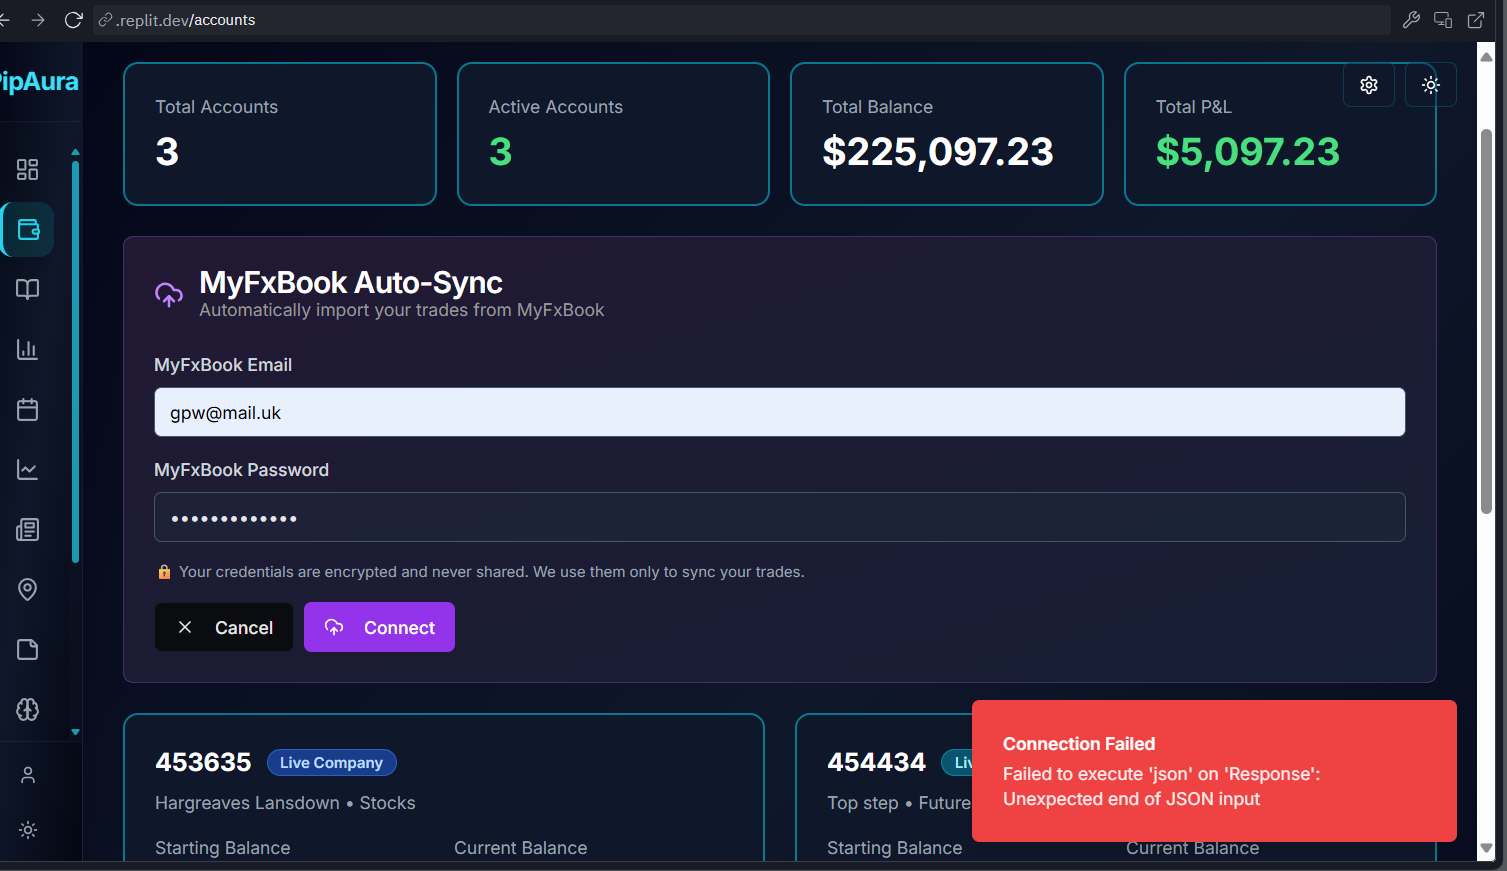 .replit.dev/accounts
PipAura
Total Accounts
3
Active Accounts
3
Total Balance
$225,097.23
Total P&L
$5,097.23
MyFxBook Auto-Sync
Automatically import your trades from MyFxBook
MyFxBook Email
gpw@mail.uk
MyFxBook Password
•••••••••••••
🔒 Your credentials are encrypted and never shared. We use them only to sync your trades.
Cancel
Connect
453635
Live Company
Hargreaves Lansdown • Stocks
Starting Balance
Current Balance
454434
Liv
Top step • Future
Starting Balance
Current Balance
Connection Failed
Failed to execute 'json' on 'Response':
Unexpected end of JSON input